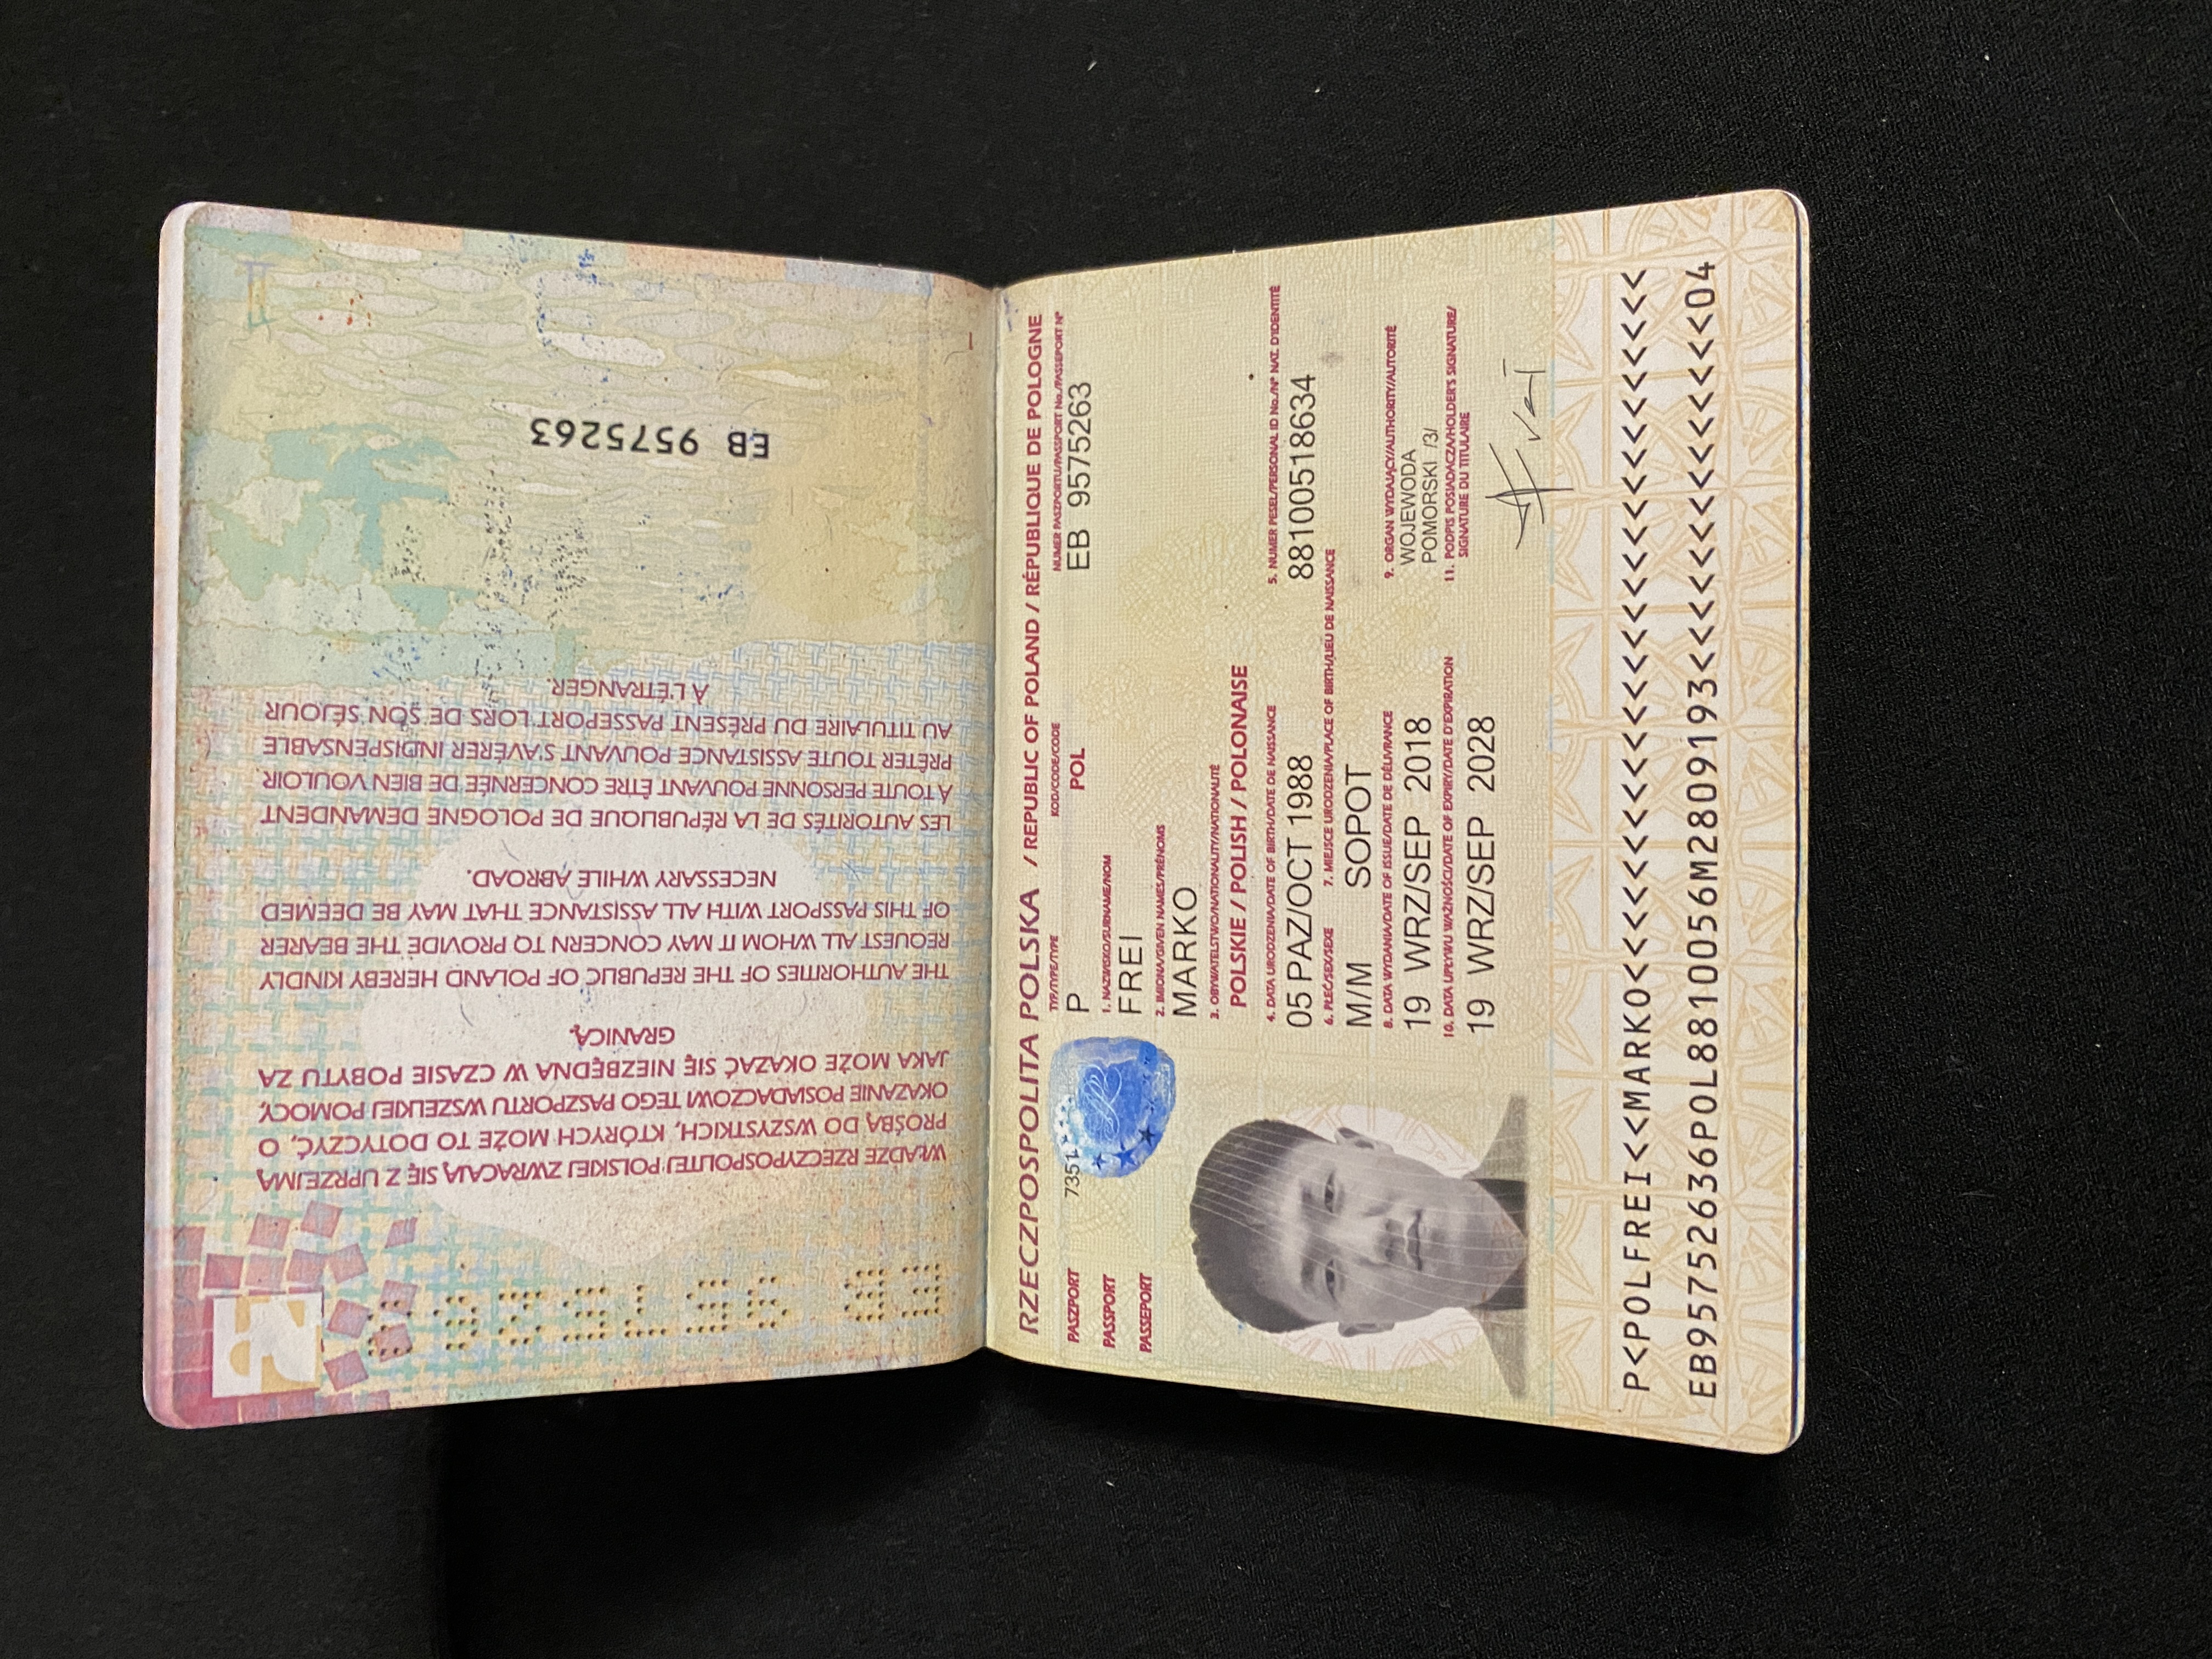 WŁADZE RZECZYPOSPOLITEJ POLSKIEJ ZWRACAJĄ SIĘ Z UPRZEJMĄ
PROŚBĄ DO WSZYSTKICH, KTÓRYCH MOŻE TO DOTYCZYĆ, O
OKAZANIE POSIADACZOWI TEGO PASZPORTU WSZELKIEJ POMOCY,
JAKA MOŻE OKAZAĆ SIĘ NIEZBĘDNA W CZASIE POBYTU ZA
GRANICĄ.
THE AUTHORITIES OF THE REPUBLIC OF POLAND HEREBY KINDLY
REQUEST ALL WHOM IT MAY CONCERN TO PROVIDE THE BEARER
OF THIS PASSPORT WITH ALL ASSISTANCE THAT MAY BE DEEMED
NECESSARY WHILE ABROAD.
LES AUTORITÉS DE LA RÉPUBLIQUE DE POLOGNE DEMANDENT
À TOUTE PERSONNE POUVANT ÊTRE CONCERNÉE DE BIEN VOULOIR
PRÊTER TOUTE ASSISTANCE POUVANT S'AVÉRER INDISPENSABLE
AU TITULAIRE DU PRÉSENT PASSEPORT LORS DE SON SÉJOUR
À L'ÉTRANGER.
EB 9575263
1
RZECZPOSPOLITA POLSKA / REPUBLIC OF POLAND / RÉPUBLIQUE DE POLOGNE
PASZPORT 7351
PASSPORT
PASSEPORT
TYP/TYPE/TYPE KOD/CODE/CODE NUMER PASZPORTU/PASSPORT No./PASSEPORT Nº
P POL EB 9575263
1. NAZWISKO/SURNAME/NOM
FREI
2. IMIONA/GIVEN NAMES/PRÉNOMS
MARKO
3. OBYWATELSTWO/NATIONALITY/NATIONALITÉ
POLSKIE / POLISH / POLONAISE
4. DATA URODZENIA/DATE OF BIRTH/DATE DE NAISSANCE 5. NUMER PESEL/PERSONAL ID No./Nº NAT. D'IDENTITÉ
05 PAZ/OCT 1988 88100518634
6. PŁEĆ/SEX/SEXE 7. MIEJSCE URODZENIA/PLACE OF BIRTH/LIEU DE NAISSANCE
M/M SOPOT
8. DATA WYDANIA/DATE OF ISSUE/DATE DE DÉLIVRANCE 9. ORGAN WYDAJĄCY/AUTHORITY/AUTORITÉ
19 WRZ/SEP 2018 WOJEWODA
POMORSKI /3/
10. DATA UPŁYWU WAŻNOŚCI/DATE OF EXPIRY/DATE D'EXPIRATION 11. PODPIS POSIADACZA/HOLDER'S SIGNATURE/
SIGNATURE DU TITULAIRE
19 WRZ/SEP 2028
Frei
P<POLFREI<<MARKO<<<<<<<<<<<<<<<<<<<<<<<<<<<<
EB95752636POL8810056M2809193<<<<<<<<<<<<<<04